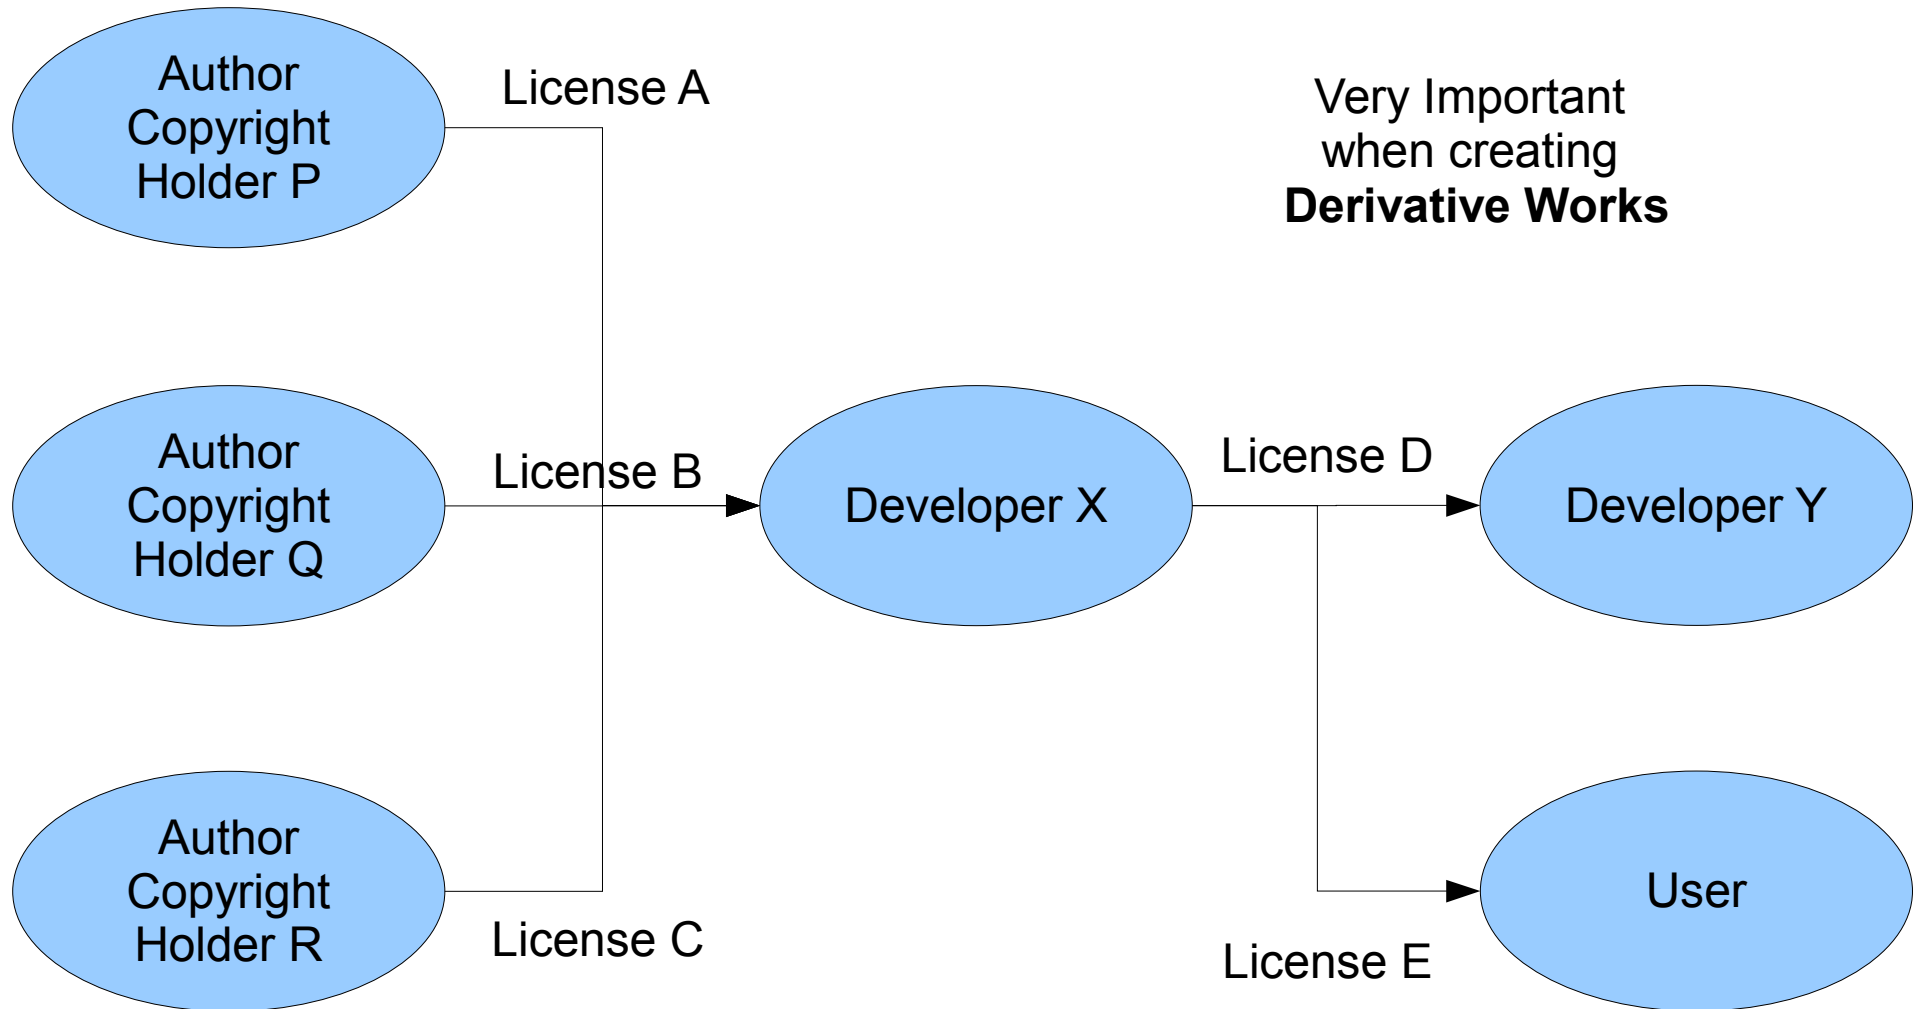 Author
Copyright
Holder P
License A
Very Important
when creating
Derivative Works
Author
Copyright
Holder Q
License B
Developer X
License D
Developer Y
Author
Copyright
Holder R
License C
User
License E